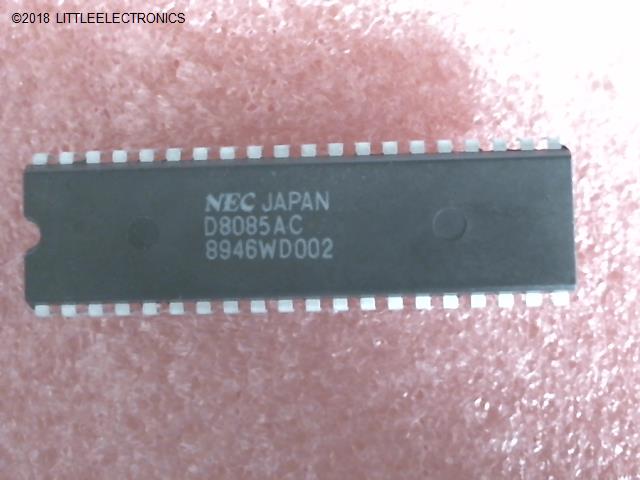 ©2018 LITTLEELECTRONICS
NEC JAPAN
D8085AC
8946WD002